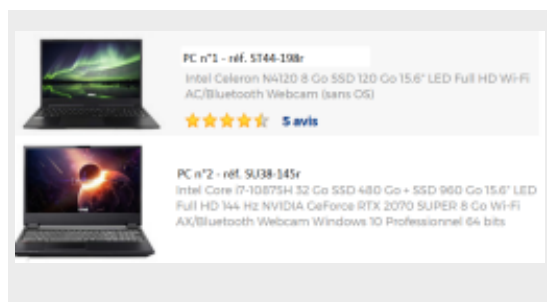 PC n°1 - réf. ST44-198r
Intel Celeron N4120 8 Go SSD 120 Go 15.6" LED Full HD Wi-Fi
AC/Bluetooth Webcam (sans OS)
5 avis
PC n°2 - réf. SU38-145r
Intel Core i7-10875H 32 Go SSD 480 Go + SSD 960 Go 15.6" LED
Full HD 144 Hz NVIDIA GeForce RTX 2070 SUPER 8 Go Wi-Fi
AX/Bluetooth Webcam Windows 10 Professionnel 64 bits